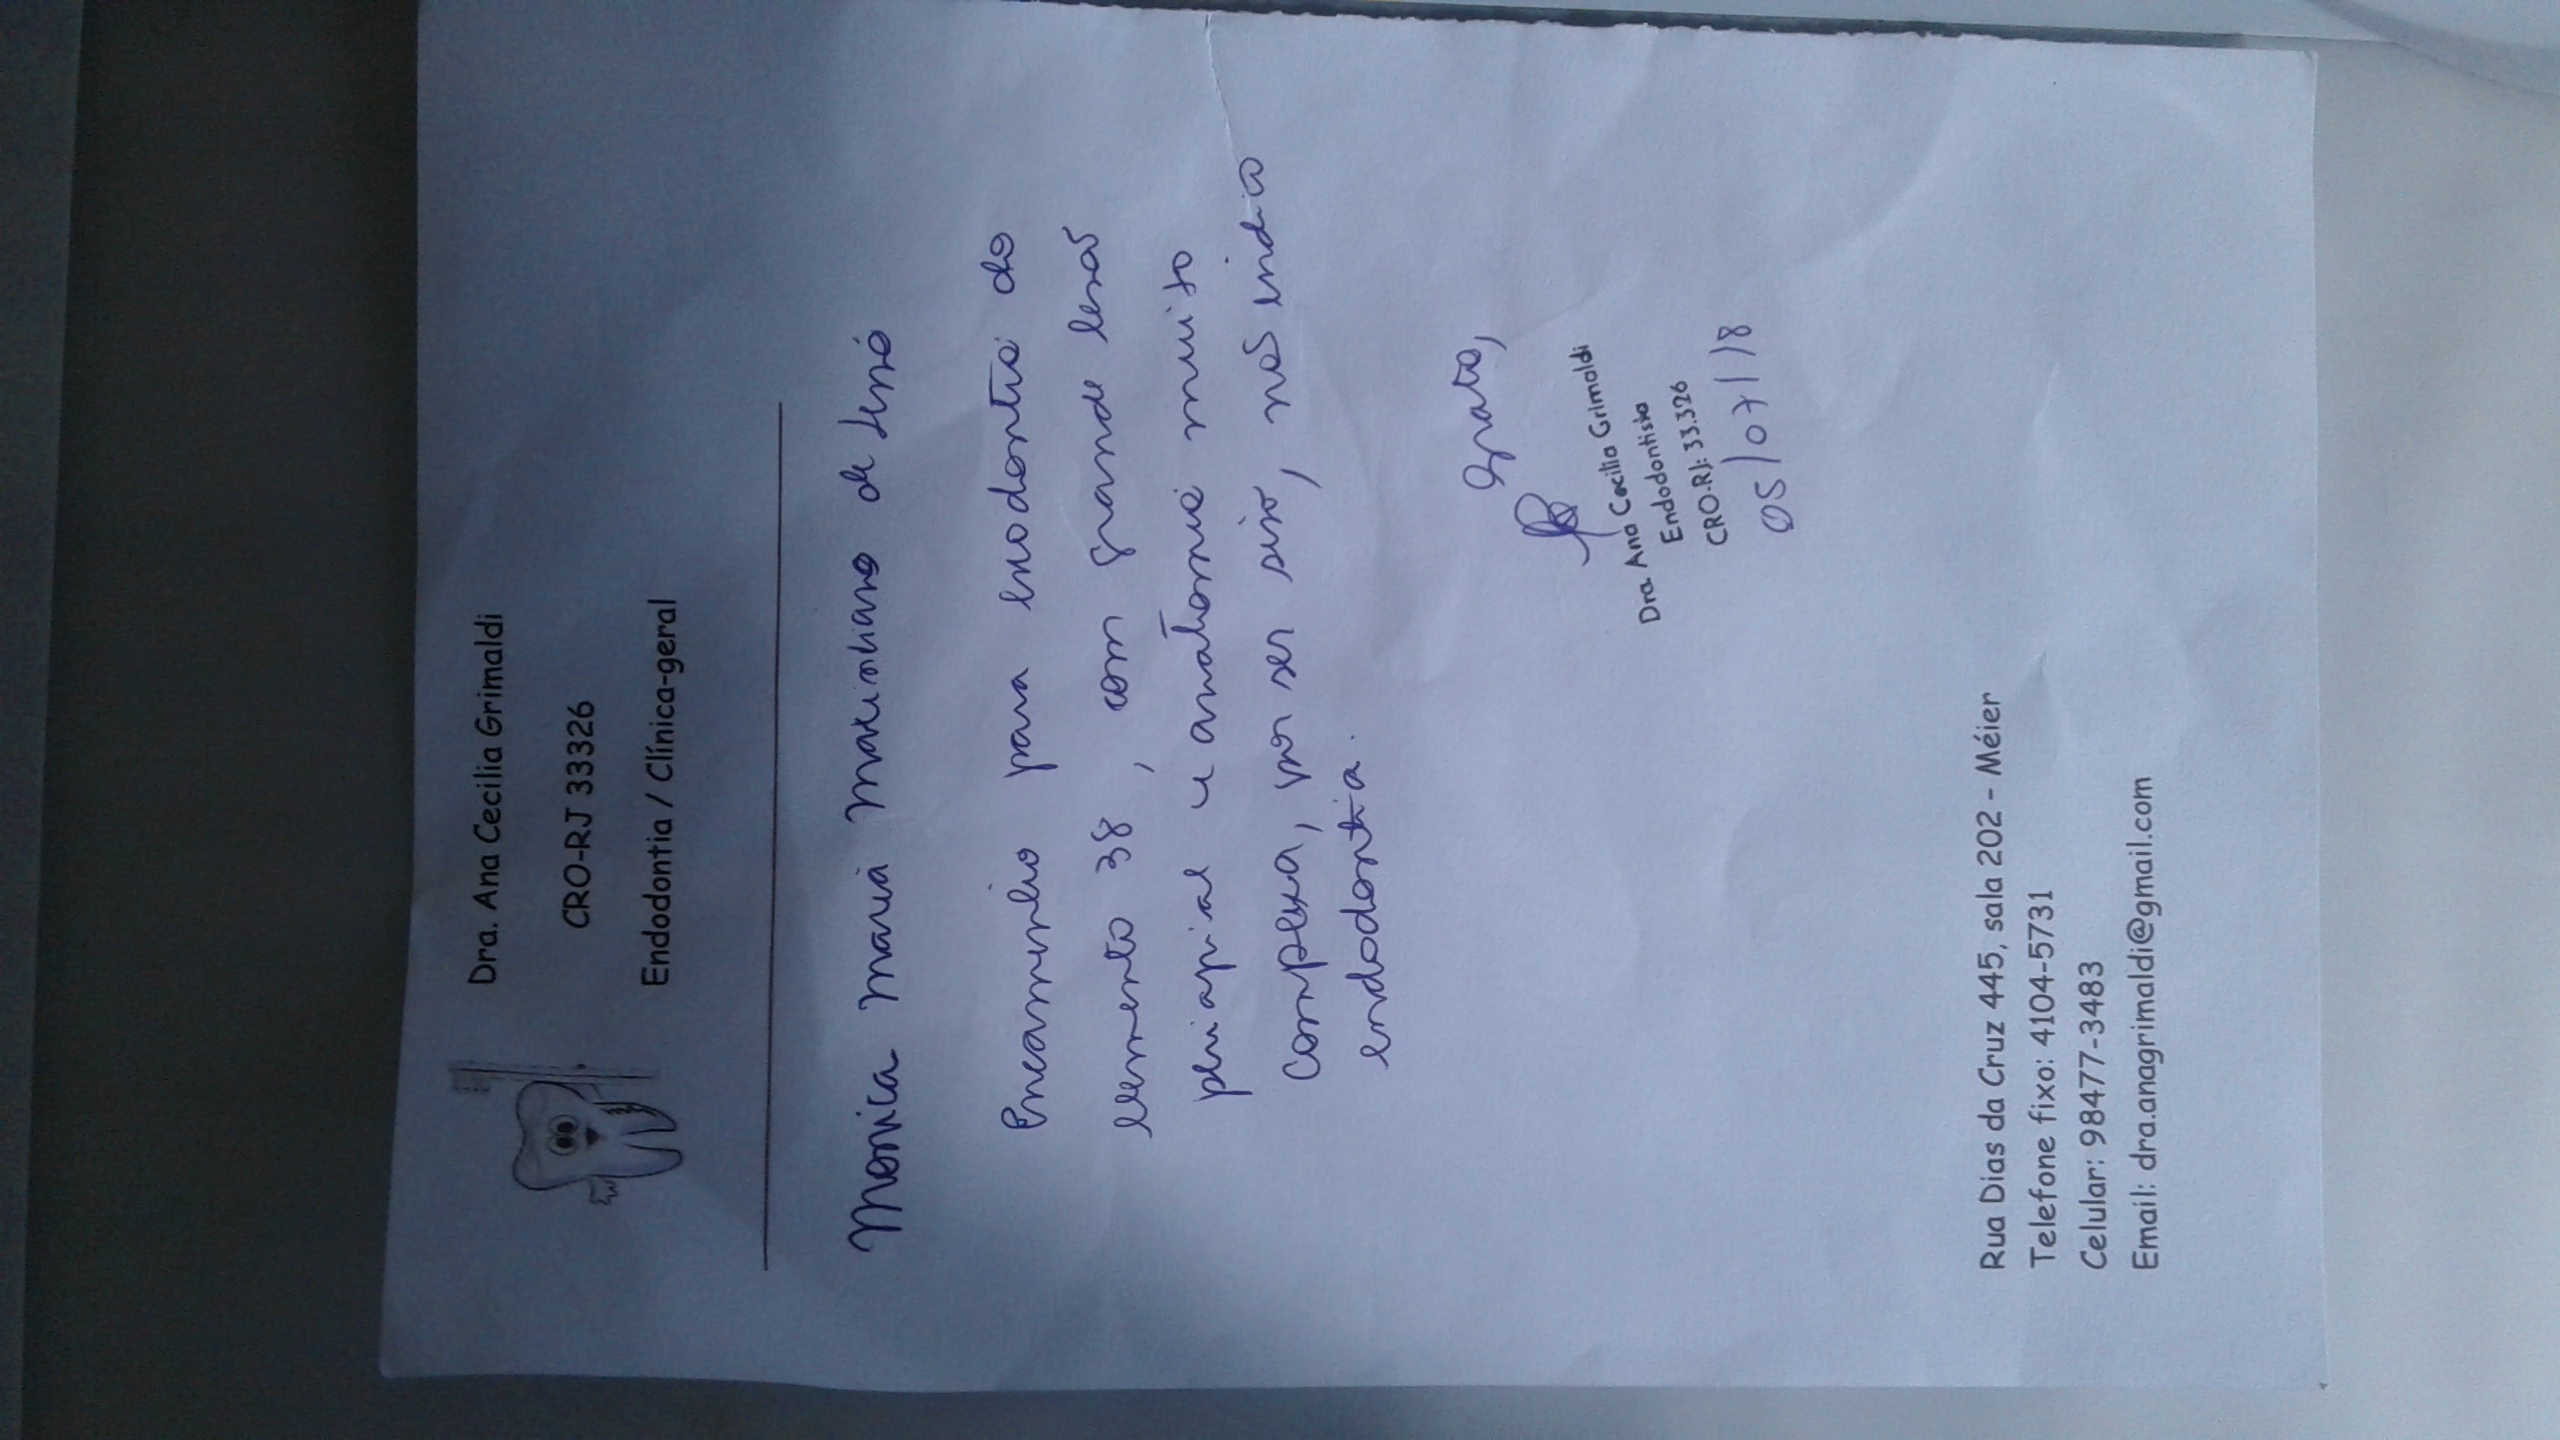 Dra. Ana Cecilia Grimaldi
CRO-RJ 33326
Endodontia / Clínica-geral
Monica Maria Maximiliano de Lima
Encaminho para endodontia do
elemento 38, com grande lesão
periapical e anatomia muito
complexa, por ser siso, não indico
endodontia.
Grata,
Dra. Ana Cecilia Grimaldi
Endodontista
CRO-RJ: 33.326
05/07/18
Rua Dias da Cruz 445, sala 202 - Méier
Telefone fixo: 4104-5731
Celular: 98477-3483
Email: dra.anagrimaldi@gmail.com